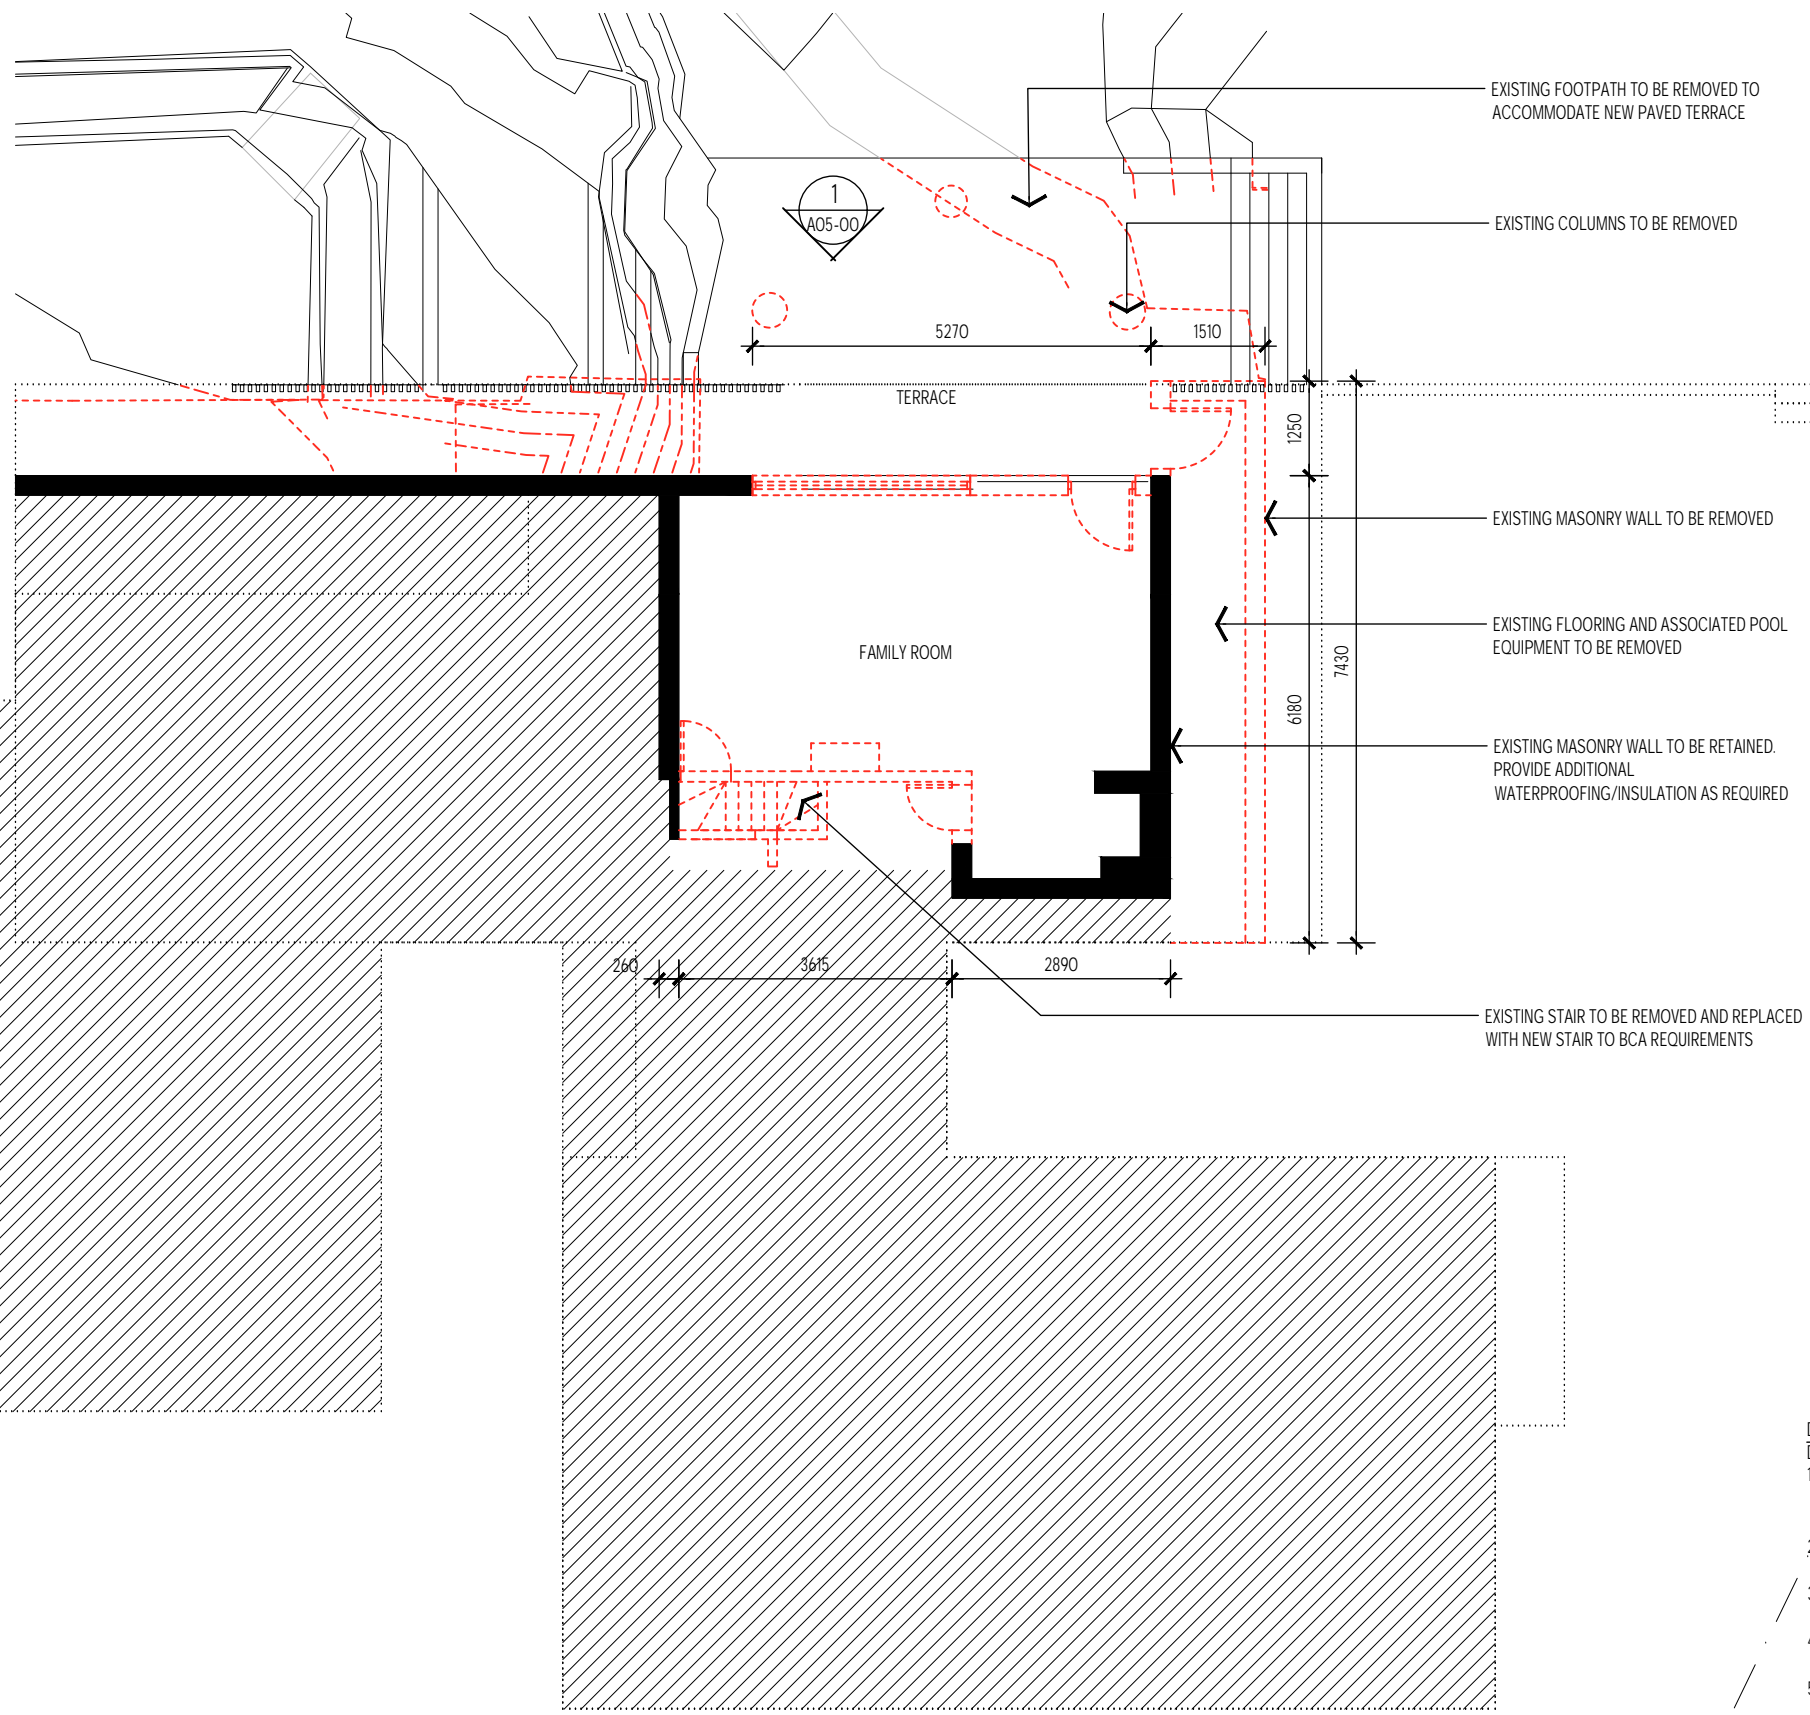 EXISTING FOOTPATH TO BE REMOVED TO
ACCOMMODATE NEW PAVED TERRACE
1
A05-00
EXISTING COLUMNS TO BE REMOVED
5270
1510
TERRACE
1250
EXISTING MASONRY WALL TO BE REMOVED
FAMILY ROOM
EXISTING FLOORING AND ASSOCIATED POOL
EQUIPMENT TO BE REMOVED
7430
6180
EXISTING MASONRY WALL TO BE RETAINED.
PROVIDE ADDITIONAL
WATERPROOFING/INSULATION AS REQUIRED
260
3615
2890
EXISTING STAIR TO BE REMOVED AND REPLACED
WITH NEW STAIR TO BCA REQUIREMENTS